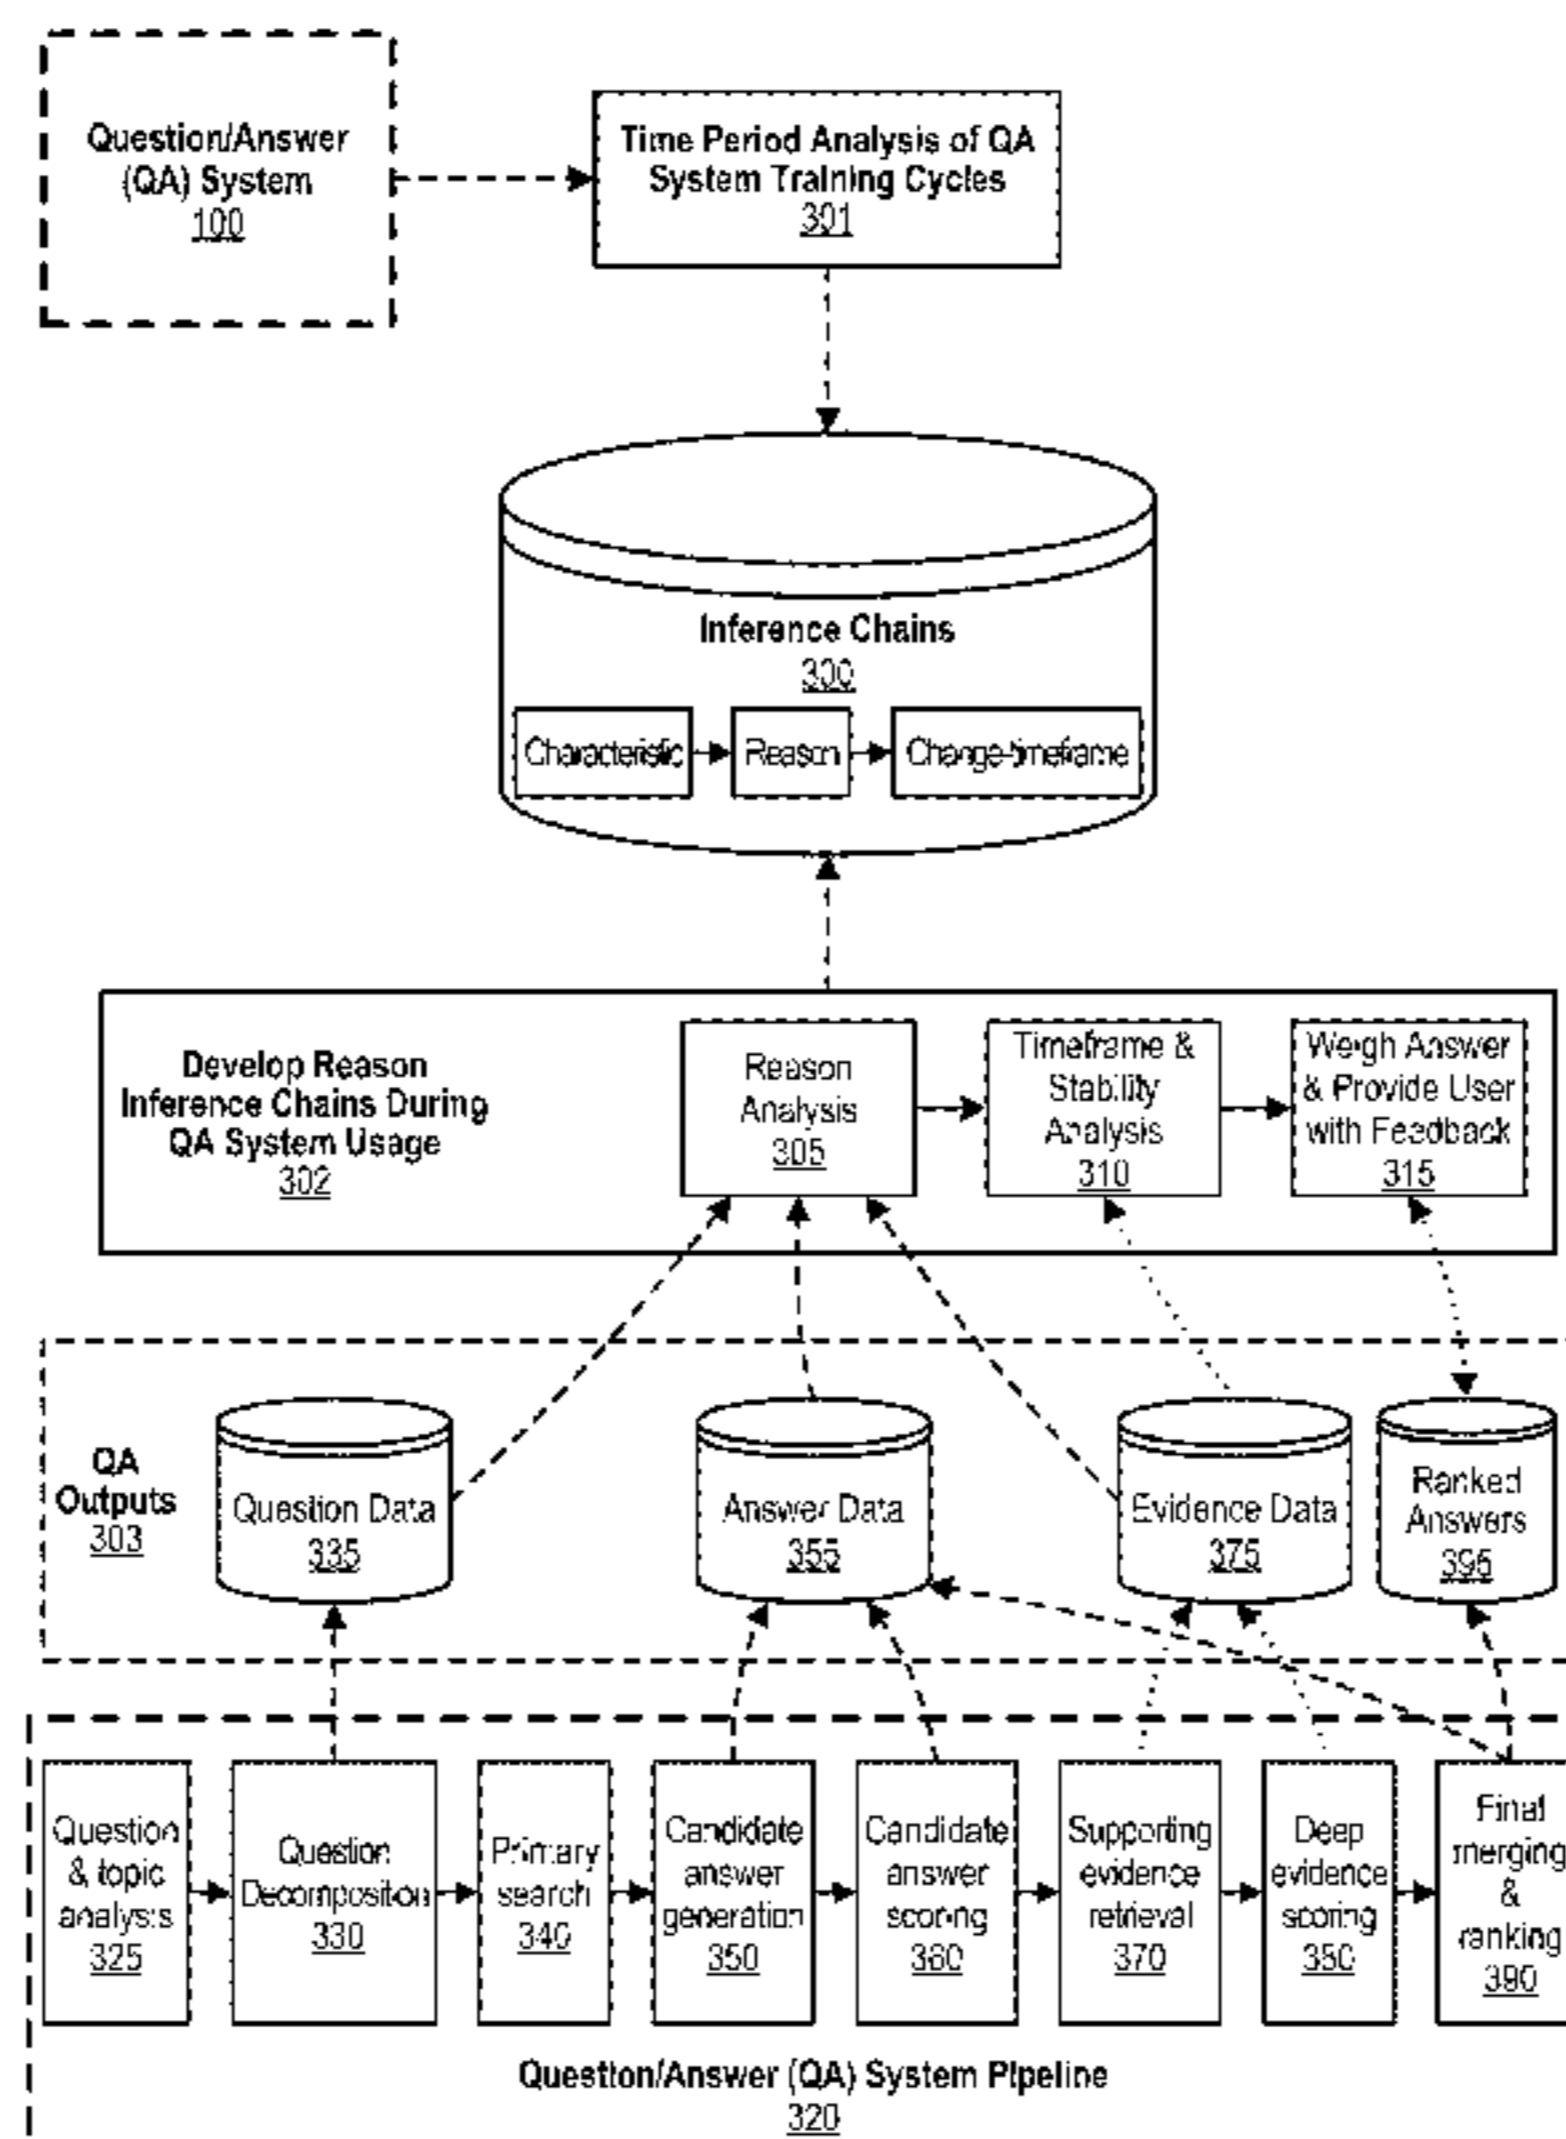 Question/Answer
(QA) System
100
Time Period Analysis of QA
System Training Cycles
301
Inference Chains
300
Characteristic
Reason
Change-timeframe
Develop Reason
Inference Chains During
QA System Usage
302
Reason
Analysis
305
Timeframe &
Stability
Analysis
310
Weigh Answer
& Provide User
with Feedback
315
QA
Outputs
303
Question Data
335
Answer Data
355
Evidence Data
375
Ranked
Answers
395
Question
& topic
analysis
325
Question
Decomposition
330
Primary
search
340
Candidate
answer
generation
350
Candidate
answer
scoring
360
Supporting
evidence
retrieval
370
Deep
evidence
scoring
380
Final
merging
&
ranking
390
Question/Answer (QA) System Pipeline
320